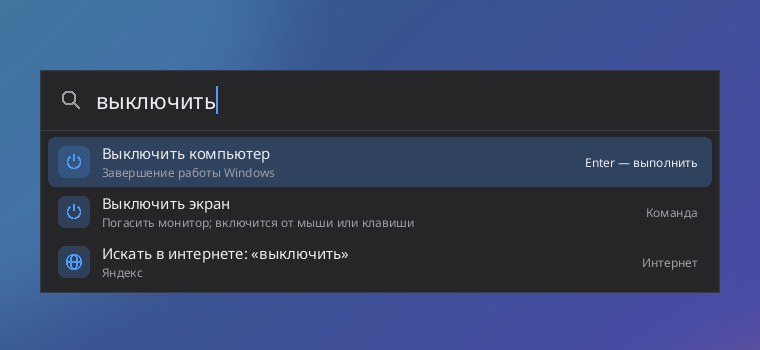 выключить
Выключить компьютер
Завершение работы Windows
Enter — выполнить
Выключить экран
Погасить монитор; включится от мыши или клавиши
Команда
Искать в интернете: «выключить»
Яндекс
Интернет